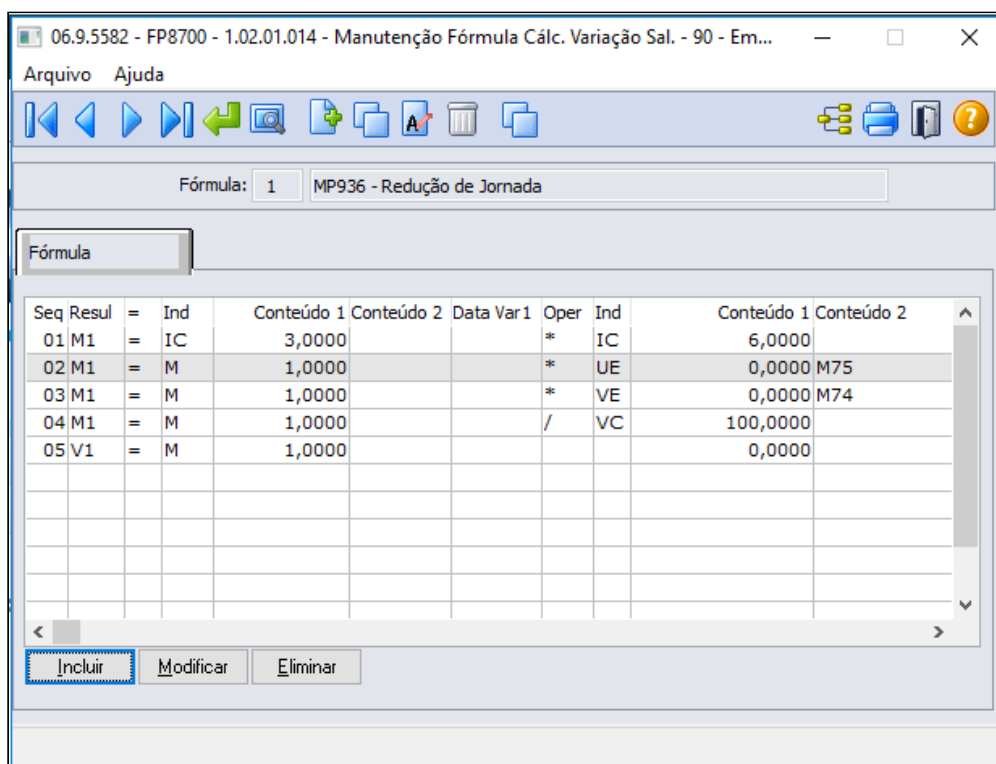 06.9.5582 - FP8700 - 1.02.01.014 - Manutenção Fórmula Cálc. Variação Sal. - 90 - Em...
Arquivo Ajuda
Fórmula: 1 MP936 - Redução de Jornada
Fórmula
Seq Resul = Ind Conteúdo 1 Conteúdo 2 Data Var1 Oper Ind Conteúdo 1 Conteúdo 2
01 M1 = IC 3,0000 * IC 6,0000
02 M1 = M 1,0000 * UE 0,0000 M75
03 M1 = M 1,0000 * VE 0,0000 M74
04 M1 = M 1,0000 / VC 100,0000
05 V1 = M 1,0000 0,0000
Incluir Modificar Eliminar